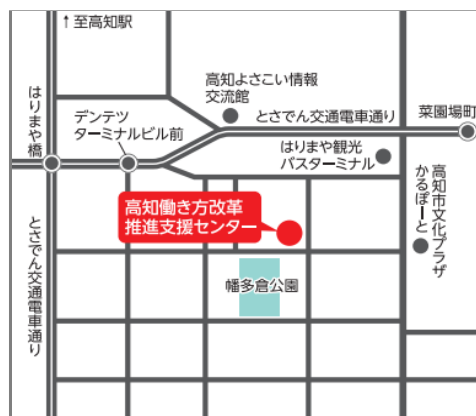 ↑至高知駅
高知よさこい情報
交流館
とさでん交通電車通り
菜園場町
はりまや橋
デンテツ
ターミナルビル前
はりまや観光
バスターミナル
高知働き方改革
推進支援センター
高知市文化プラザ
かるぽーと
とさでん交通電車通り
幡多倉公園